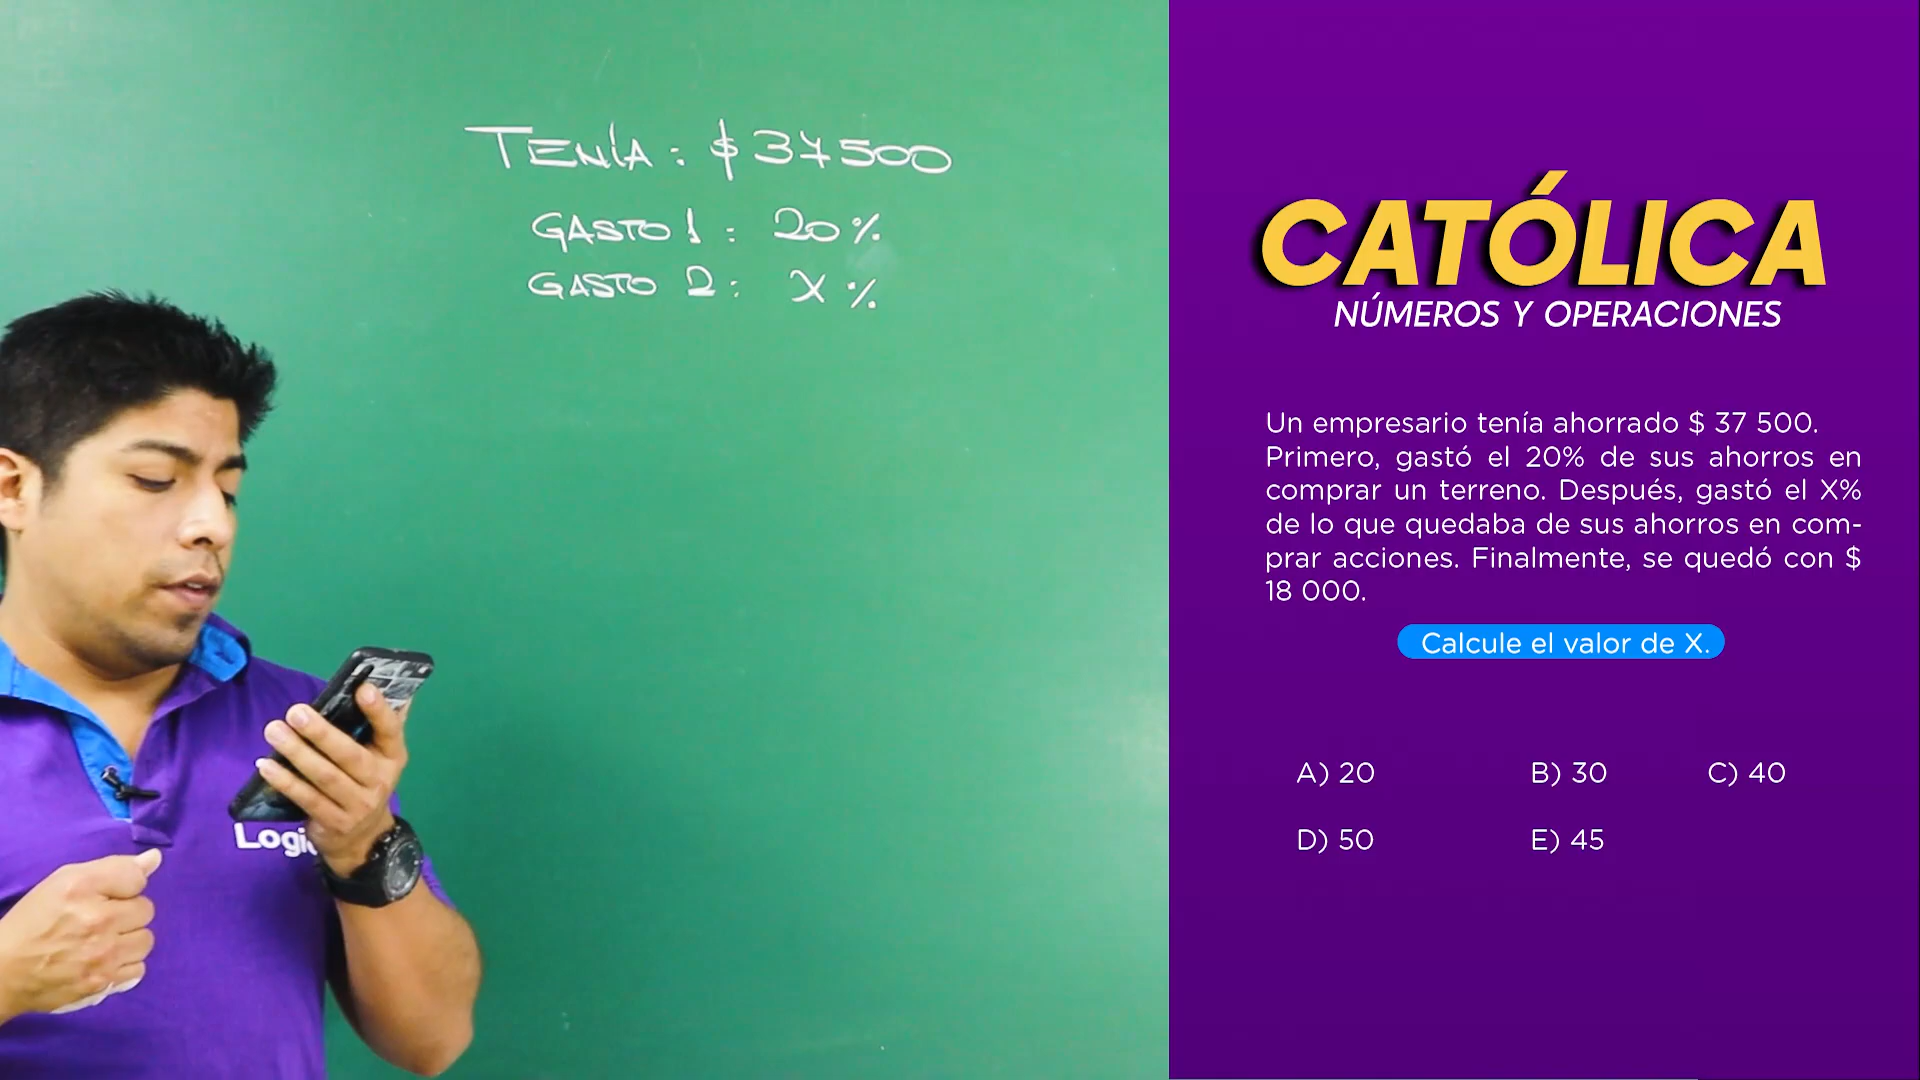 TENÍA : $ 37500
GASTO 1 : 20 %
GASTO 2 : X %
Logi
CATÓLICA
NÚMEROS Y OPERACIONES
Un empresario tenía ahorrado $ 37 500.
Primero, gastó el 20% de sus ahorros en
comprar un terreno. Después, gastó el X%
de lo que quedaba de sus ahorros en com-
prar acciones. Finalmente, se quedó con $
18 000.
Calcule el valor de X.
A) 20 B) 30 C) 40
D) 50 E) 45